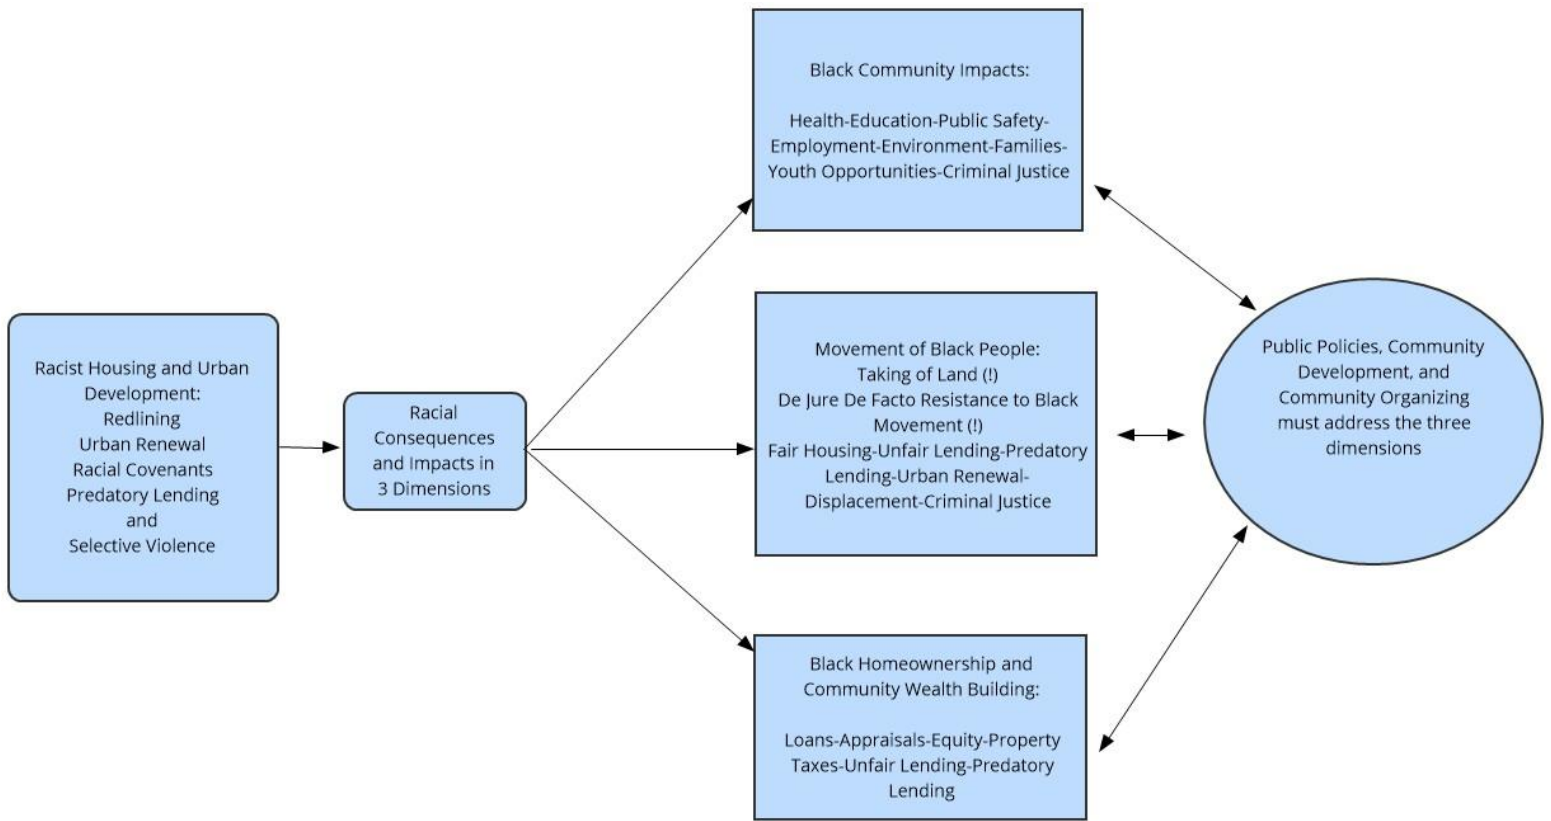 Racist Housing and Urban
Development:
Redlining
Urban Renewal
Racial Covenants
Predatory Lending
and
Selective Violence
Racial
Consequences
and Impacts in
3 Dimensions
Black Community Impacts:
Health-Education-Public Safety-
Employment-Environment-Families-
Youth Opportunities-Criminal Justice
Movement of Black People:
Taking of Land (!)
De Jure De Facto Resistance to Black
Movement (!)
Fair Housing-Unfair Lending-Predatory
Lending-Urban Renewal-
Displacement-Criminal Justice
Black Homeownership and
Community Wealth Building:
Loans-Appraisals-Equity-Property
Taxes-Unfair Lending-Predatory
Lending
Public Policies, Community
Development, and
Community Organizing
must address the three
dimensions